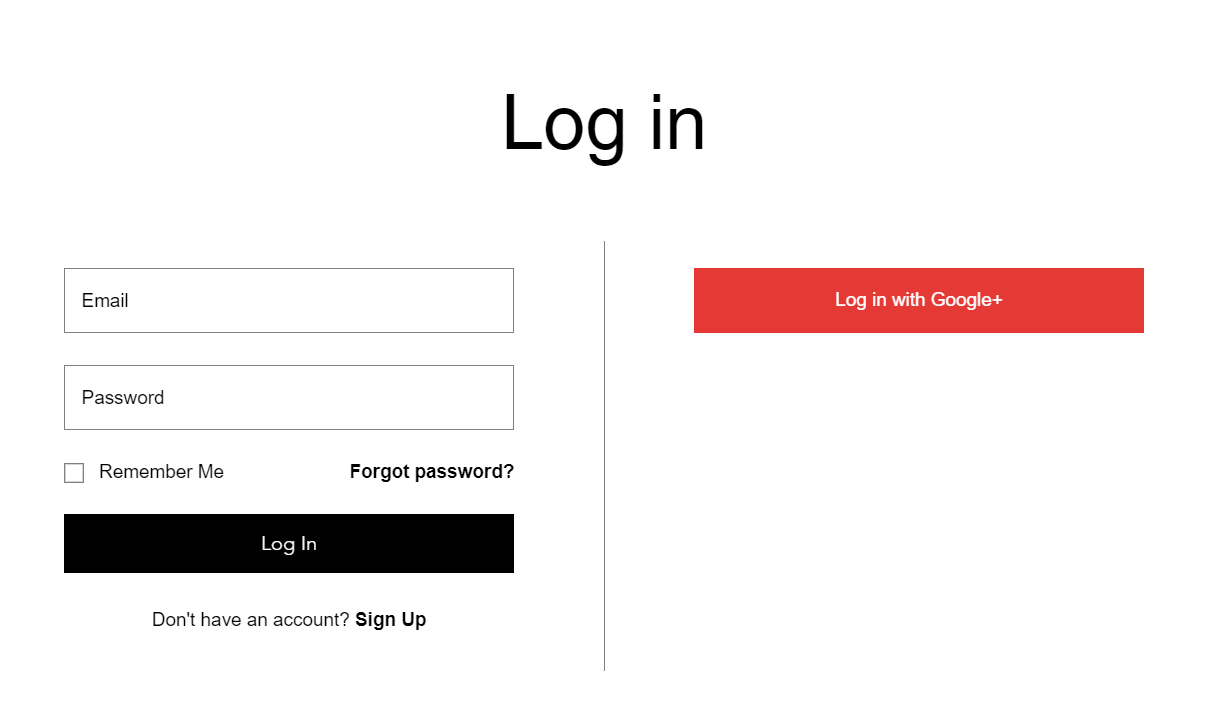 Log in
Email
Password
Remember Me
Forgot password?
Log In
Don't have an account? Sign Up
Log in with Google+